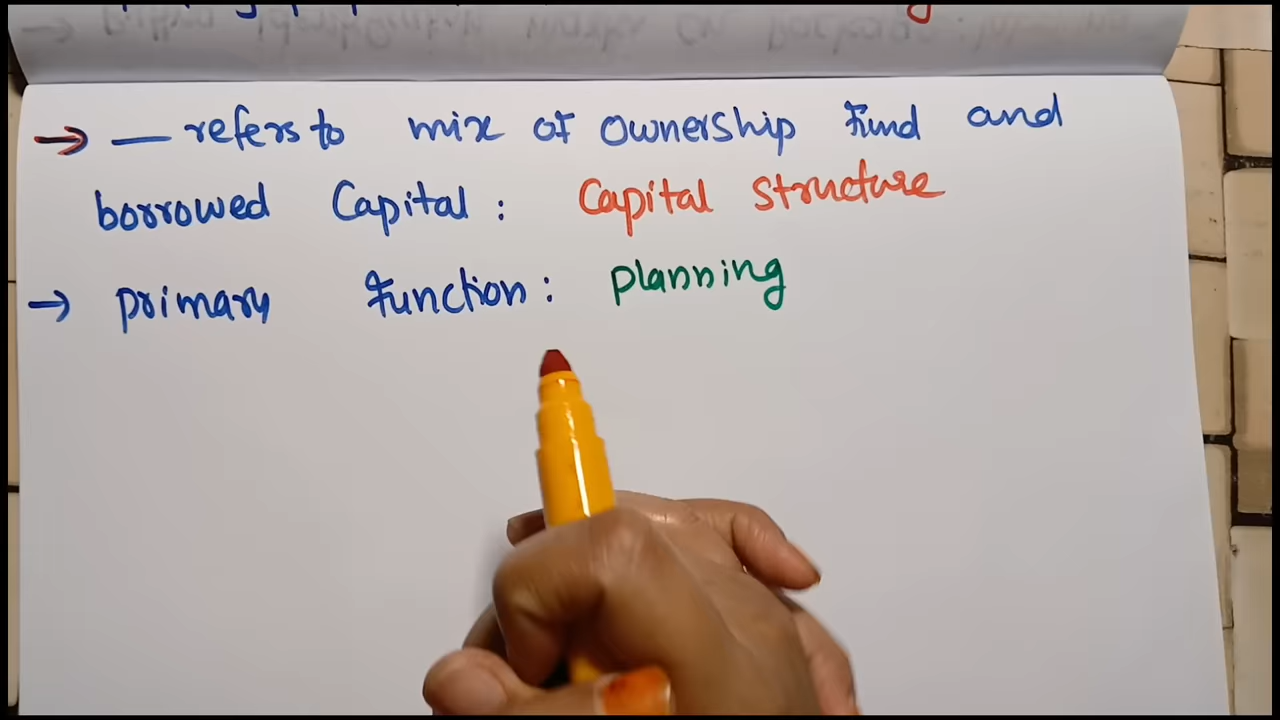 → — refers to mix of ownership Fund and
borrowed Capital : Capital structure
→ primary function : planning